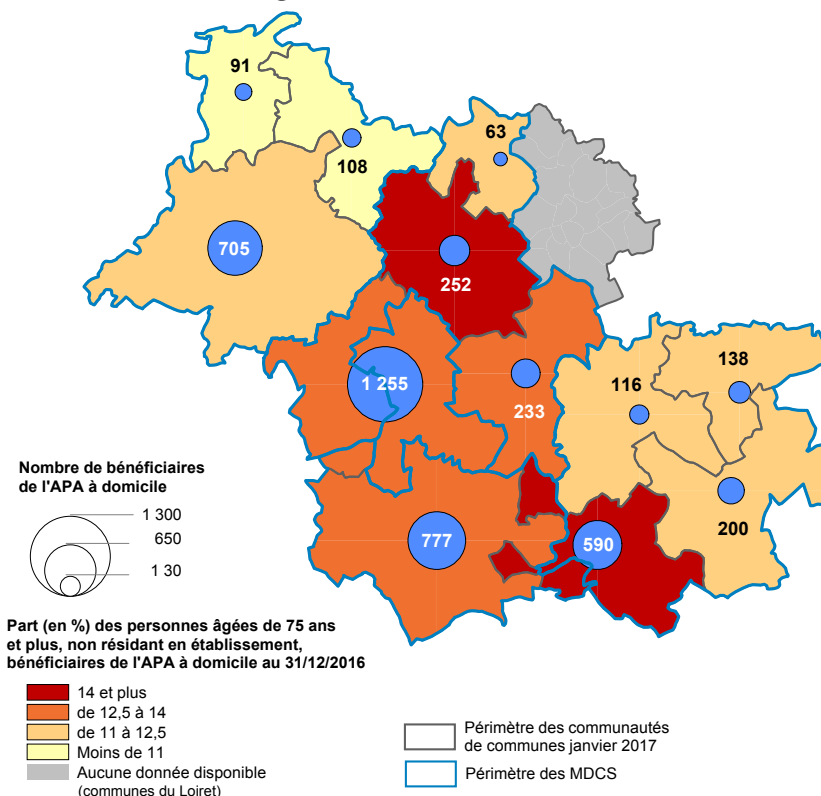 91
63
108
705
252
138
1 255
116
233
Nombre de bénéficiaires
de l'APA à domicile
1 300
650
1 30
200
777
590
Part (en %) des personnes âgées de 75 ans
et plus, non résidant en établissement,
bénéficiaires de l'APA à domicile au 31/12/2016
14 et plus
de 12,5 à 14
de 11 à 12,5
Moins de 11
Aucune donnée disponible
(communes du Loiret)
Périmètre des communautés
de communes janvier 2017
Périmètre des MDCS